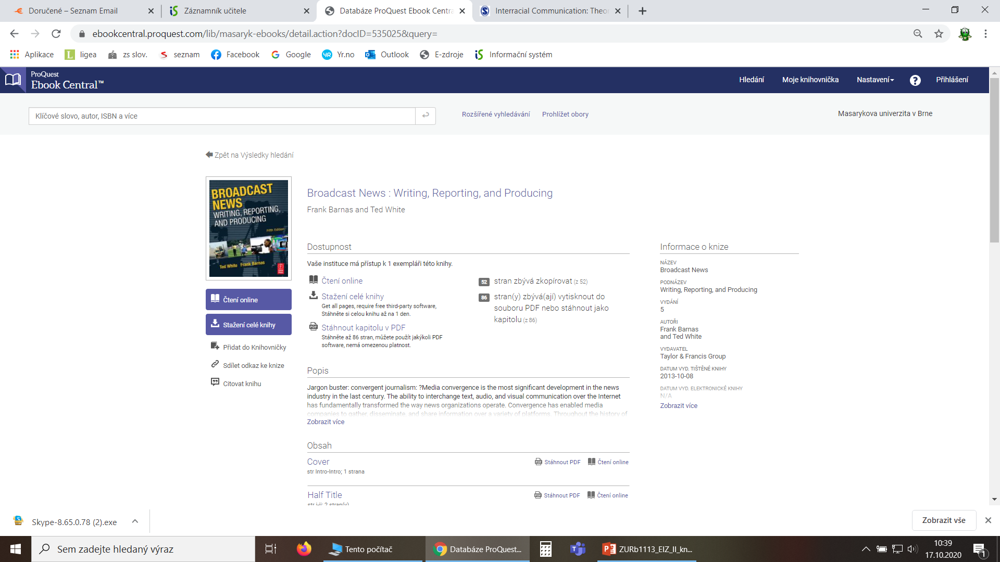 Doručené – Seznam Email
Záznamník učitele
Databáze ProQuest Ebook Centra
Interracial Communication: Theo
ebookcentral.proquest.com/lib/masaryk-ebooks/detail.action?docID=535025&query=
Aplikace
ligea
zs slov.
seznam
Facebook
Google
Yr.no
Outlook
E-zdroje
Informační systém
ProQuest
Ebook Central™
Hledání
Moje knihovnička
Nastavení
?
Přihlášení
Klíčové slovo, autor, ISBN a více
Rozšířené vyhledávání
Prohlížet obory
Masarykova univerzita v Brne
Zpět na Výsledky hledání
BROADCAST
NEWS
WRITING, REPORTING,
AND PRODUCING
Fifth Edition
Ted White Frank Barnas
Čtení online
Stažení celé knihy
Přidat do Knihovničky
Sdílet odkaz ke knize
Citovat knihu
Broadcast News : Writing, Reporting, and Producing
Frank Barnas and Ted White
Dostupnost
Vaše instituce má přístup k 1 exempláři této knihy.
Čtení online
Stažení celé knihy
Get all pages, require free third-party software,
Stáhněte si celou knihu až na 1 den.
PDF
Stáhnout kapitolu v PDF
Stáhněte až 86 stran, můžete použít jakýkoli PDF
software, nemá omezenou platnost.
52 stran zbývá zkopírovat (z 52)
86 stran(y) zbývá(ají) vytisknout do
souboru PDF nebo stáhnout jako
kapitolu (z 86)
Popis
Jargon buster: convergent journalism: ?Media convergence is the most significant development in the news
industry in the last century. The ability to interchange text, audio, and visual communication over the Internet
has fundamentally transformed the way news organizations operate. Convergence has enabled media
companies to gather, disseminate, and share information over a variety of platforms. Throughout the history of
Zobrazit více
Obsah
Cover
str Intro-Intro; 1 strana
PDF Stáhnout PDF
Čtení online
Half Title
str i-ii; 2 stran(y)
PDF Stáhnout PDF
Čtení online
Informace o knize
NÁZEV
Broadcast News
PODNÁZEV
Writing, Reporting, and Producing
VYDÁNÍ
5
AUTOŘI
Frank Barnas
and Ted White
VYDAVATEL
Taylor & Francis Group
DATUM VYD. TIŠTĚNÉ KNIHY
2013-10-08
DATUM VYD. ELEKTRONICKÉ KNIHY
N/A
Zobrazit více
Skype-8.65.0.78 (2).exe
Zobrazit vše
Sem zadejte hledaný výraz
Tento počítač
Databáze ProQuest...
ZURb1113_EIZ_II_kn...
10:39
17.10.2020
1